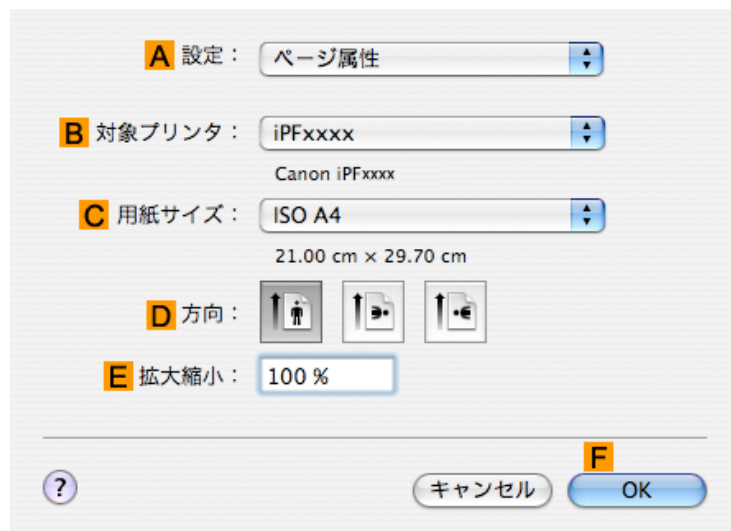 A 設定： ページ属性
B 対象プリンタ： iPFxxxx
Canon iPFxxxx
C 用紙サイズ： ISO A4
21.00 cm × 29.70 cm
D 方向：
E 拡大縮小： 100 %
F
? キャンセル OK